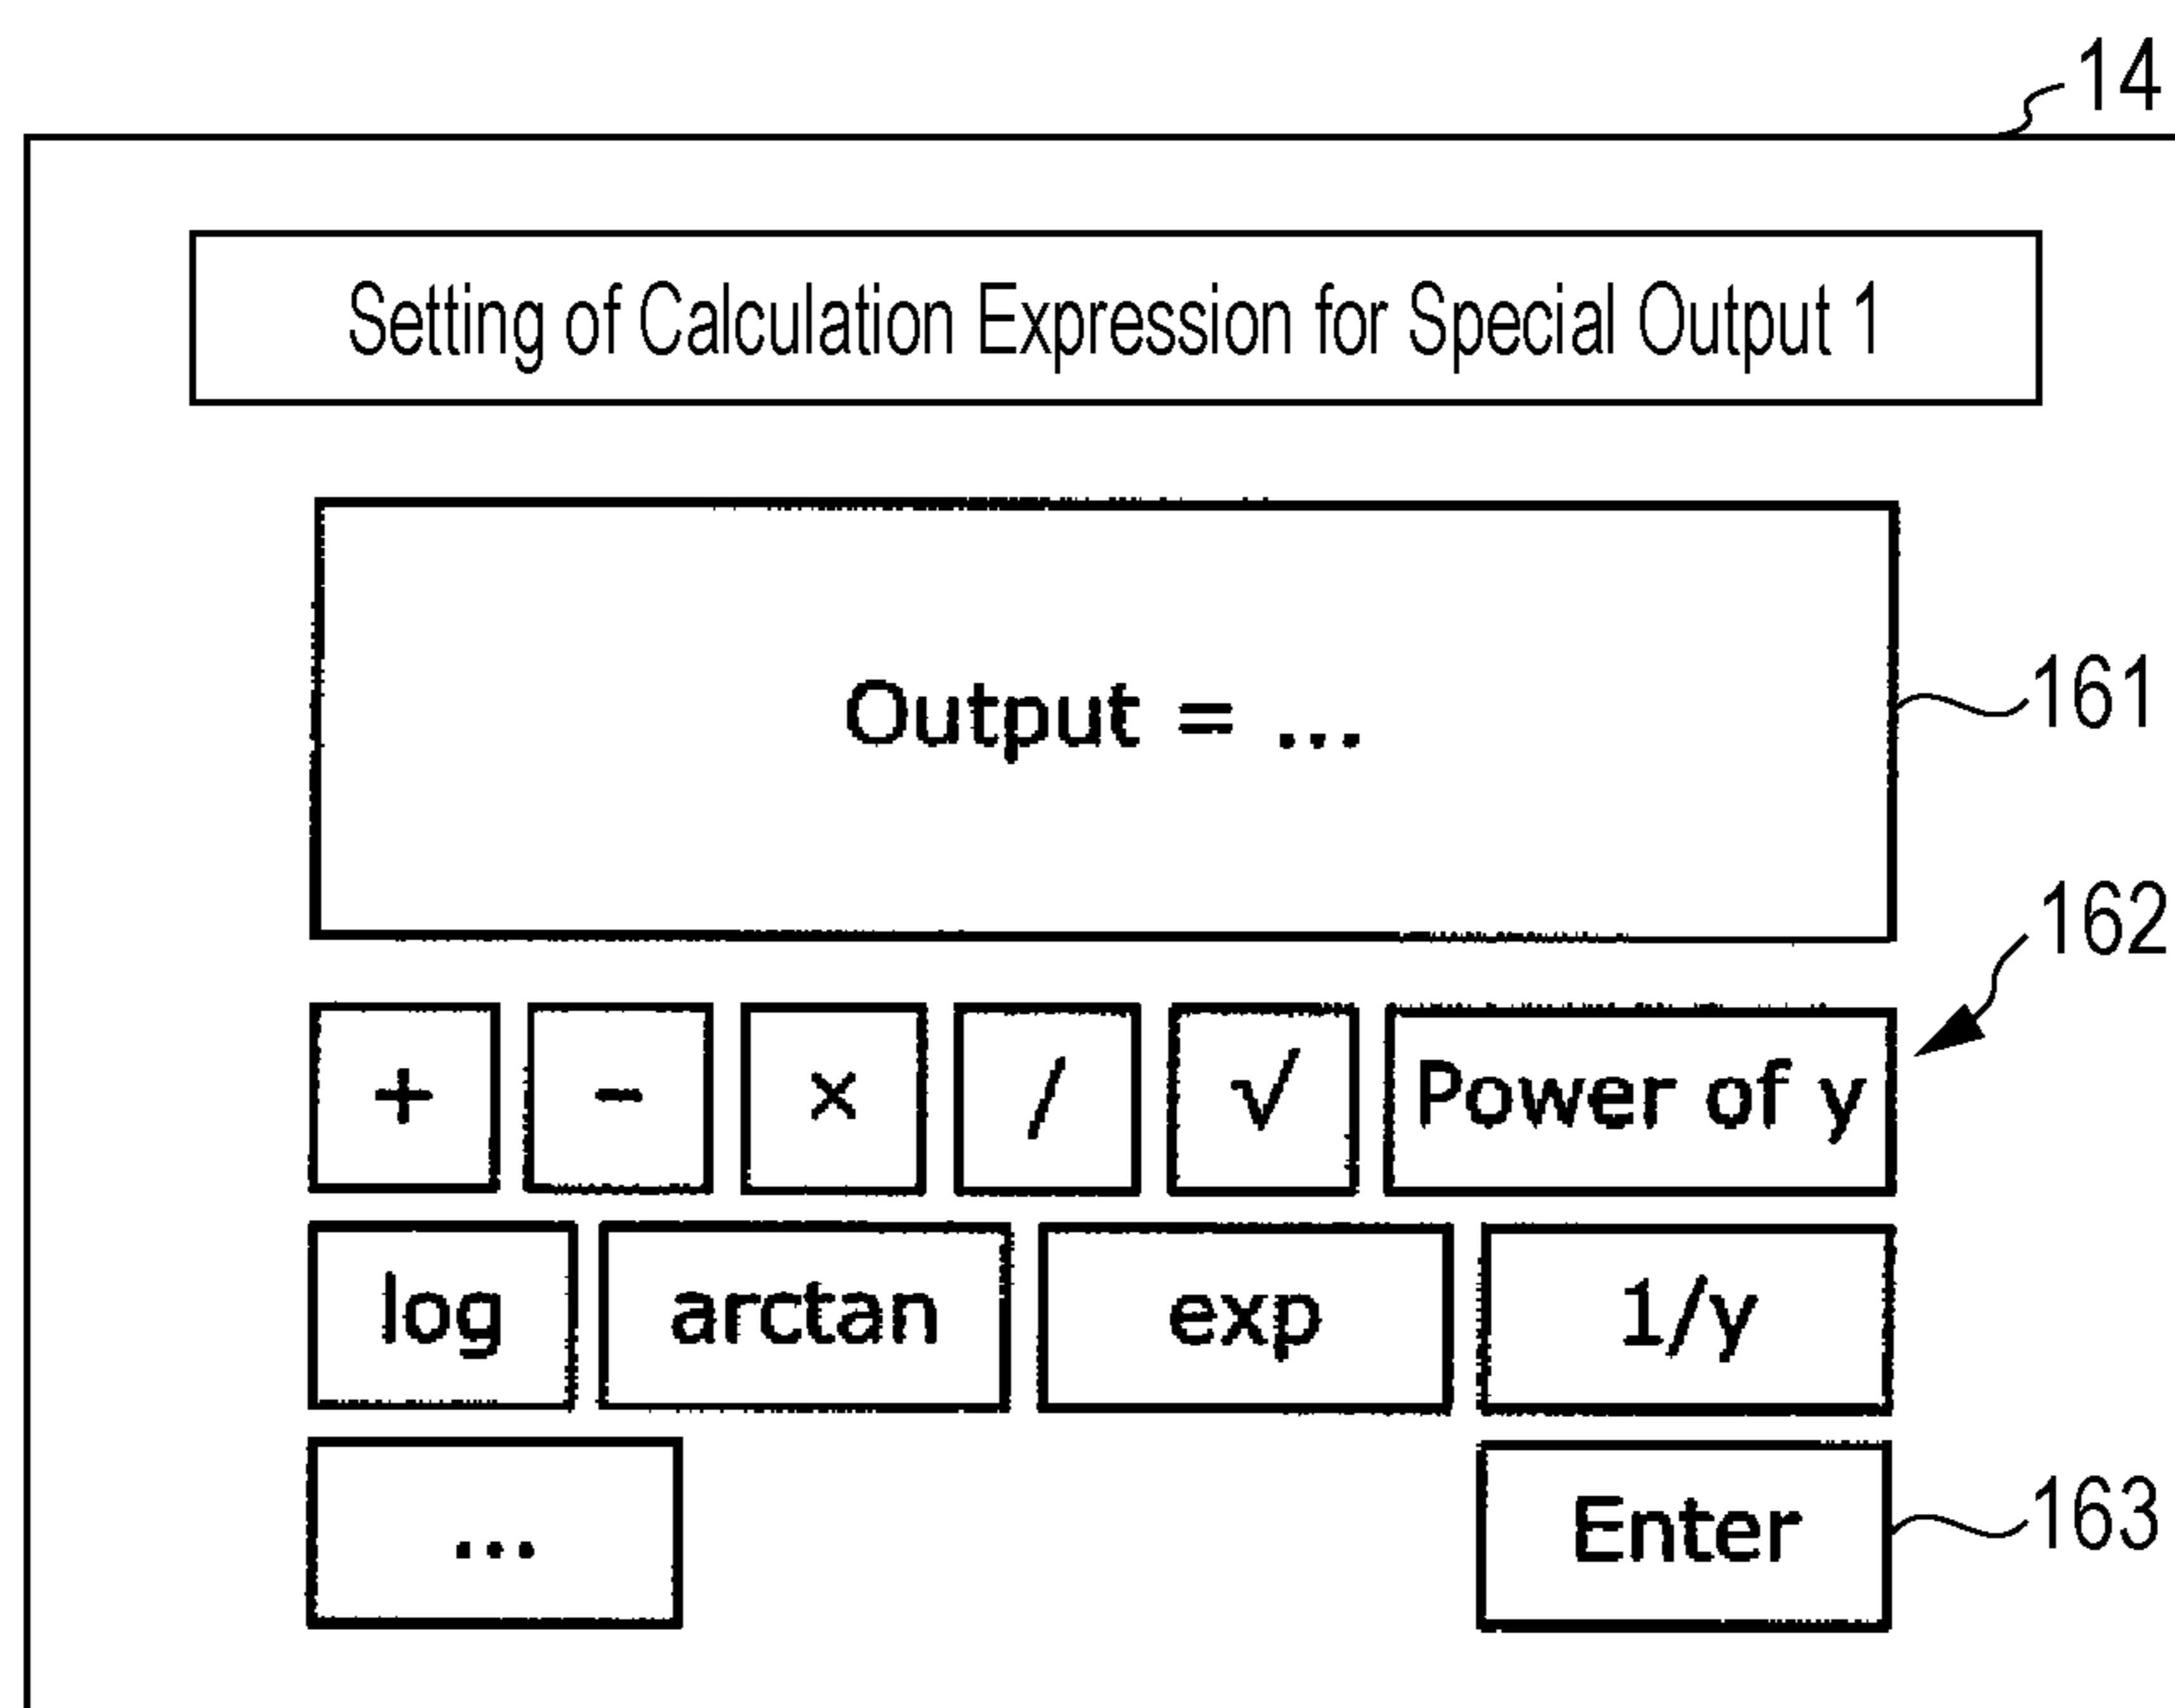 14
Setting of Calculation Expression for Special Output 1
Output = ...
161
162
+ − × / √ Power of y
log arctan exp 1/y
... Enter
163